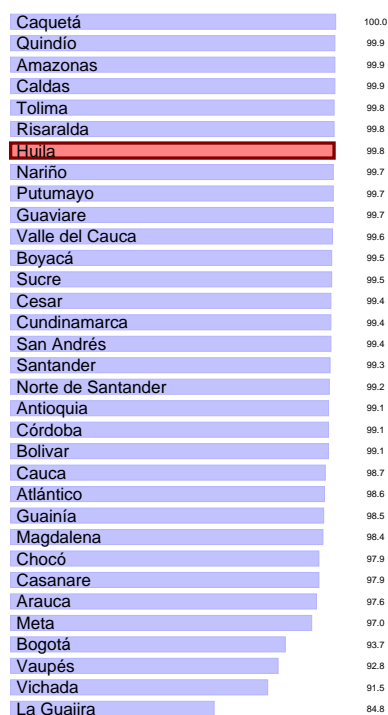 Caquetá 100.0
Quindío 99.9
Amazonas 99.9
Caldas 99.9
Tolima 99.8
Risaralda 99.8
Huila 99.8
Nariño 99.7
Putumayo 99.7
Guaviare 99.7
Valle del Cauca 99.6
Boyacá 99.5
Sucre 99.5
Cesar 99.4
Cundinamarca 99.4
San Andrés 99.4
Santander 99.3
Norte de Santander 99.2
Antioquia 99.1
Córdoba 99.1
Bolivar 99.1
Cauca 98.7
Atlántico 98.6
Guainía 98.5
Magdalena 98.4
Chocó 97.9
Casanare 97.9
Arauca 97.6
Meta 97.0
Bogotá 93.7
Vaupés 92.8
Vichada 91.5
La Guajira 84.8